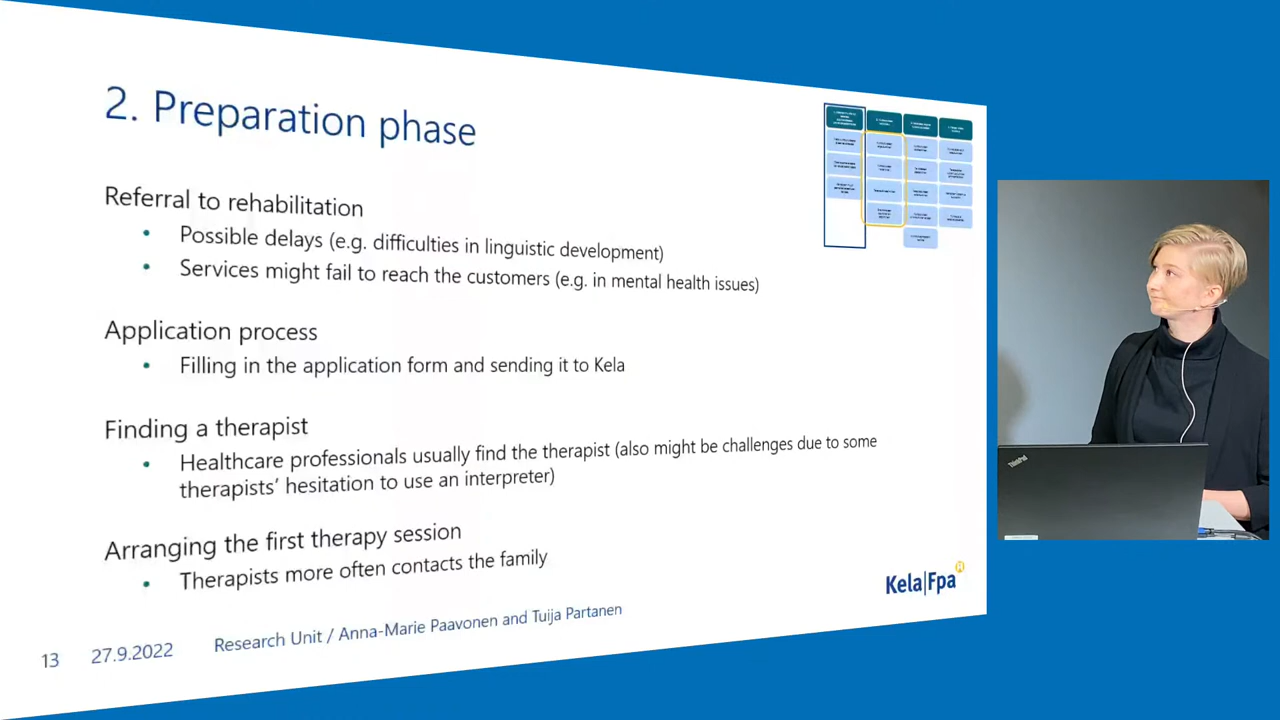 2. Preparation phase
Referral to rehabilitation
• Possible delays (e.g. difficulties in linguistic development)
• Services might fail to reach the customers (e.g. in mental health issues)
Application process
• Filling in the application form and sending it to Kela
Finding a therapist
• Healthcare professionals usually find the therapist (also might be challenges due to some
therapists’ hesitation to use an interpreter)
Arranging the first therapy session
• Therapists more often contacts the family
Kela|Fpa
13 27.9.2022 Research Unit / Anna-Marie Paavonen and Tuija Partanen
ThinkPad